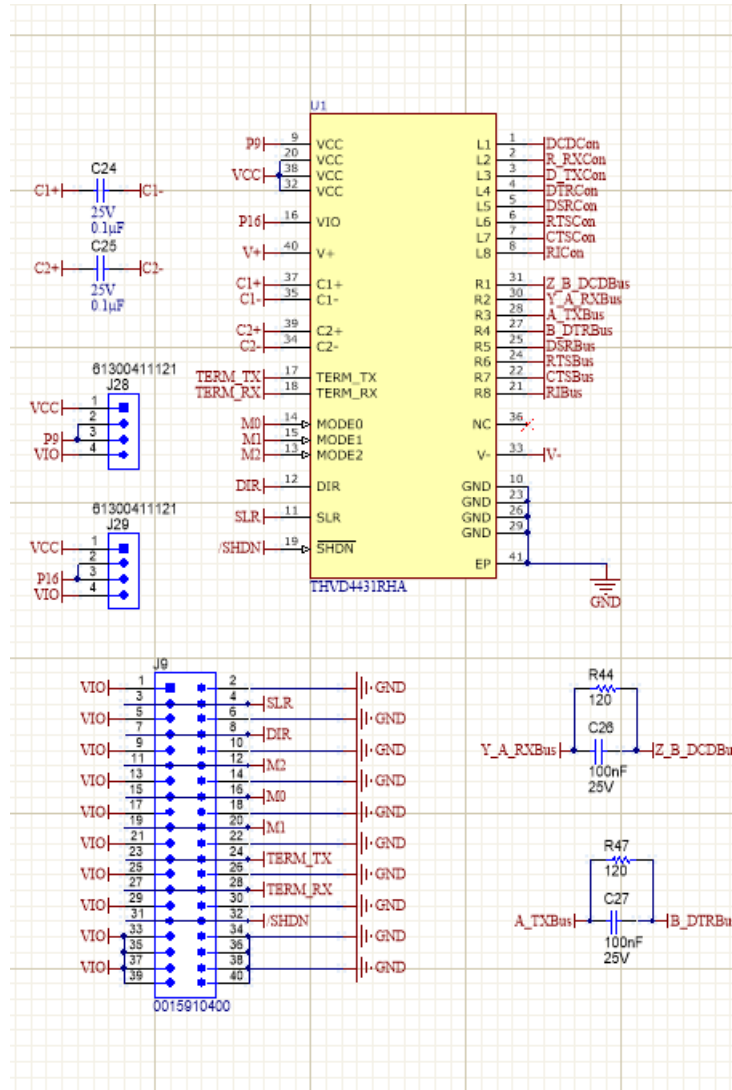 U1
P9 9 VCC L1 1 DCDCon
20 VCC L2 2 R_RXCon
VCC 38 VCC L3 3 D_TXCon
32 VCC L4 4 DTRCon
L5 5 DSRCon
P16 16 VIO L6 6 RTSCon
L7 7 CTSCon
V+ 40 V+ L8 8 RICon
C1+ 37 C1+ R1 31 Z_B_DCDBus
C1- 35 C1- R2 30 Y_A_RXBus
R3 28 A_TXBus
C2+ 39 C2+ R4 27 B_DTRBus
C2- 34 C2- R5 25 DSRBus
R6 24 RTSBus
TERM_TX 17 TERM_TX R7 22 CTSBus
TERM_RX 18 TERM_RX R8 21 RIBus
M0 14 MODE0 NC 36
M1 15 MODE1
M2 13 MODE2 V- 33 V-
DIR 12 DIR GND 10
GND 23
SLR 11 SLR GND 26
GND 29
/SHDN 19 SHDN
EP 41
THVD4431RHA
GND
C24
C1+ C1-
25V
0.1µF
C25
C2+ C2-
25V
0.1µF
61300411121
J28
VCC 1
2
P9 3
VIO 4
61300411121
J29
VCC 1
2
P16 3
VIO 4
J9
VIO 1 2 GND
3 4 SLR
VIO 5 6 GND
7 8 DIR
VIO 9 10 GND
11 12 M2
VIO 13 14 GND
15 16 M0
VIO 17 18 GND
19 20 M1
VIO 21 22 GND
23 24 TERM_TX
VIO 25 26 GND
27 28 TERM_RX
VIO 29 30 GND
31 32 /SHDN
VIO 33 34 GND
35 36
VIO 37 38 GND
39 40
0015910400
R44
120
C26
Y_A_RXBus Z_B_DCDBu
100nF
25V
R47
120
C27
A_TXBus B_DTRBu
100nF
25V